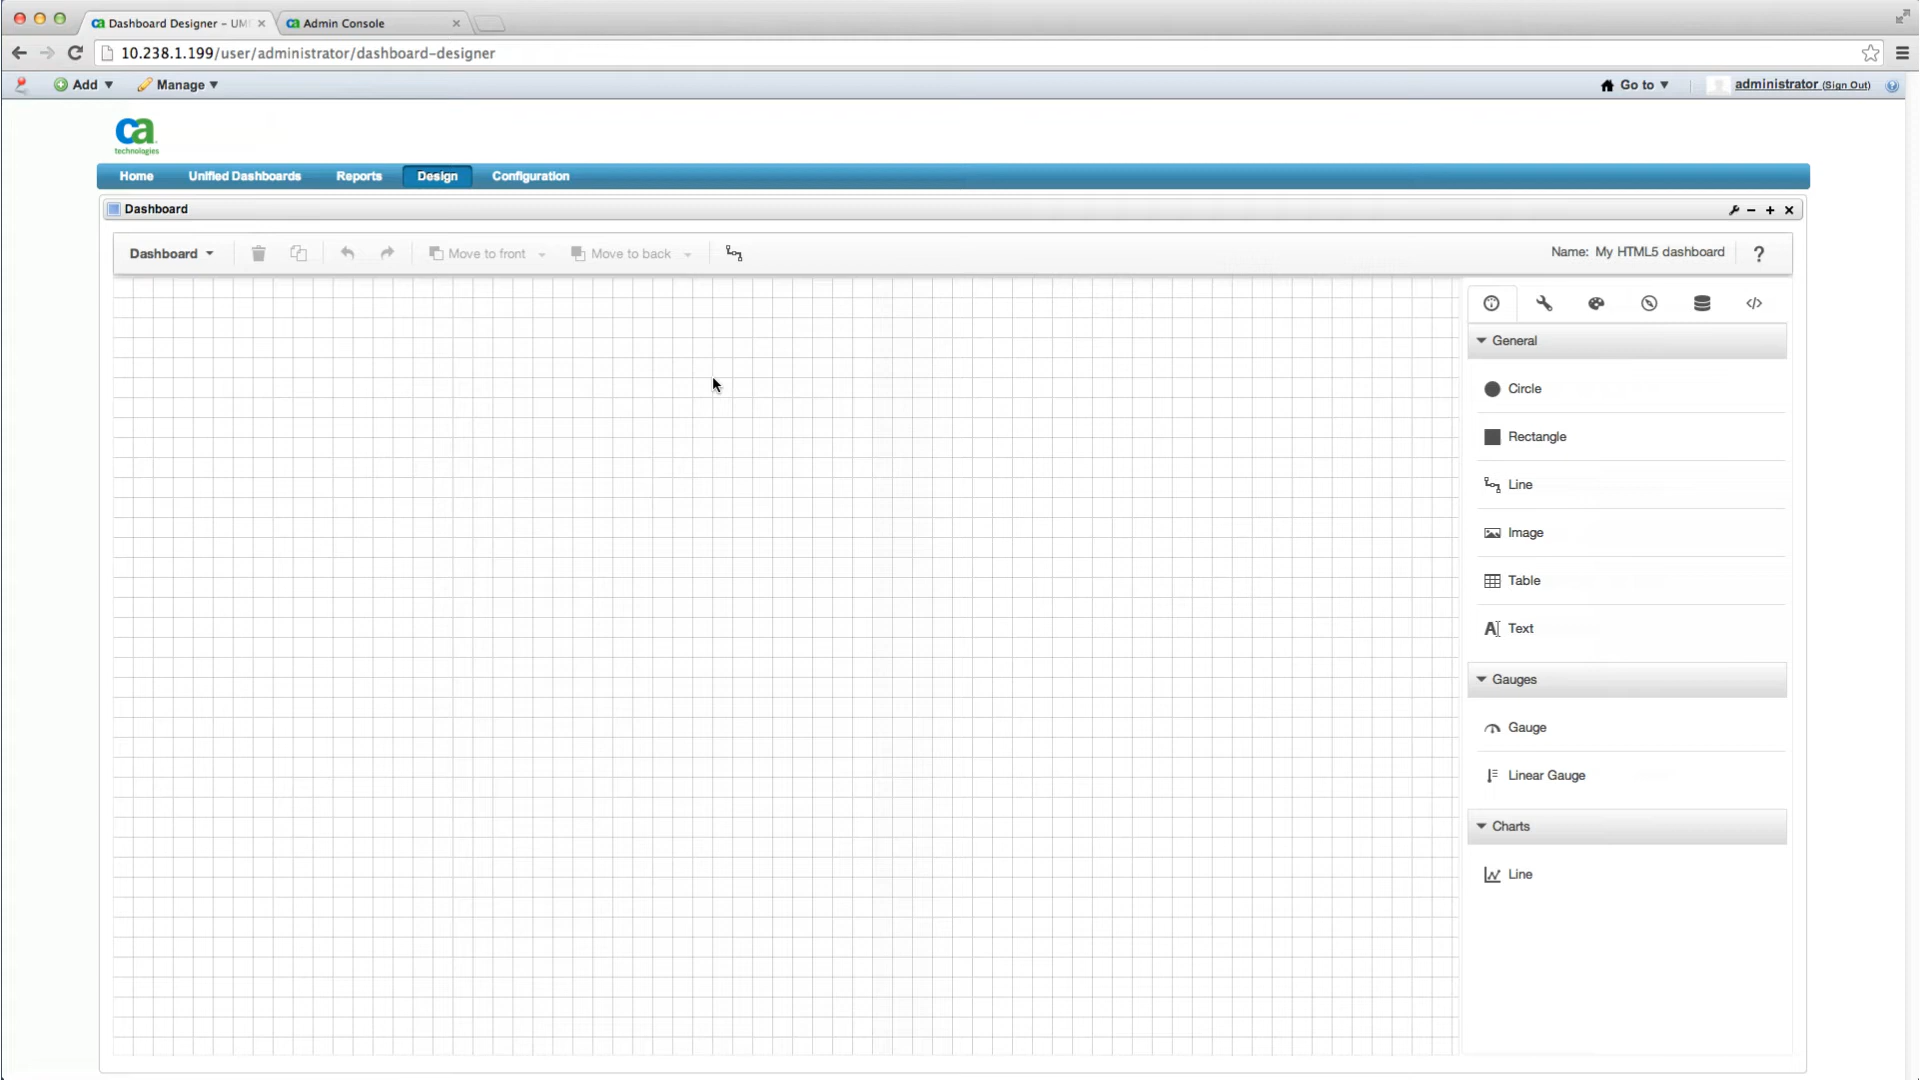 Dashboard Designer – UM
Admin Console
10.238.1.199/user/administrator/dashboard-designer
Add
Manage
Go to
administrator (Sign Out)
ca
technologies
Home
Unified Dashboards
Reports
Design
Configuration
Dashboard
Dashboard
Move to front
Move to back
Name: My HTML5 dashboard
?
General
Circle
Rectangle
Line
Image
Table
Text
Gauges
Gauge
Linear Gauge
Charts
Line